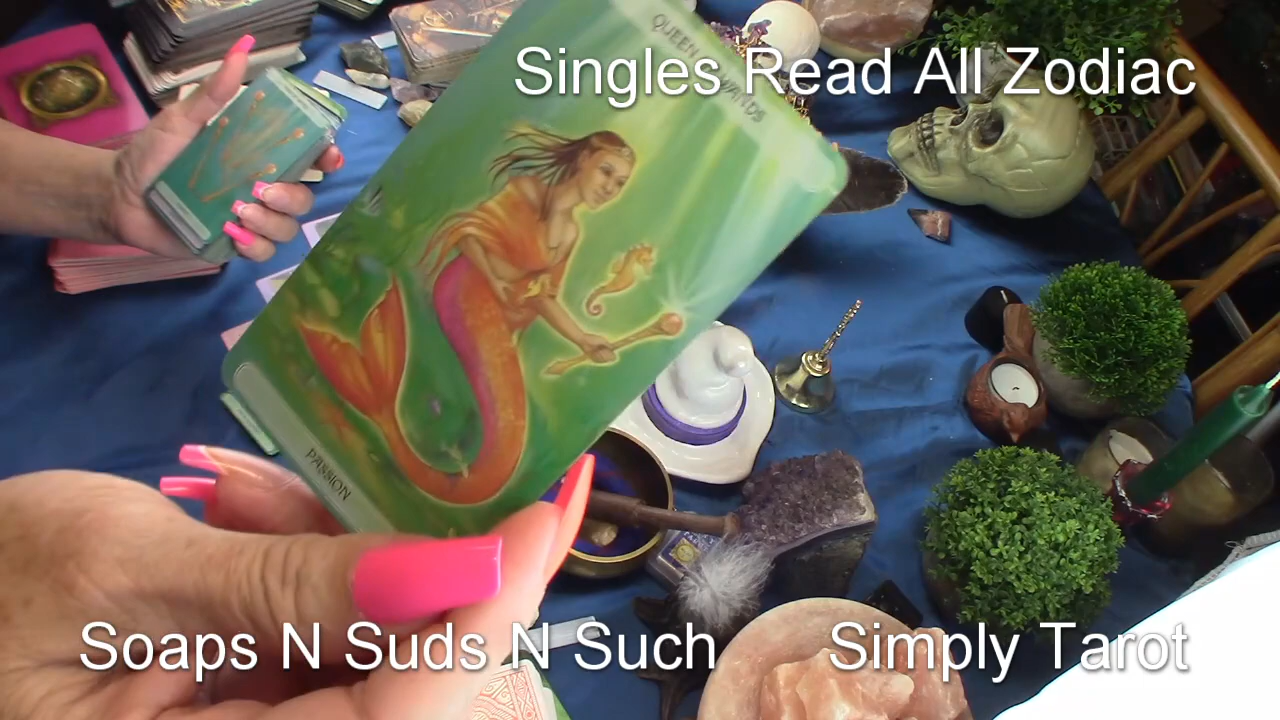 QUEEN OF WANDS
Singles Read All Zodiac
PASSION
Soaps N Suds N Such
Simply Tarot